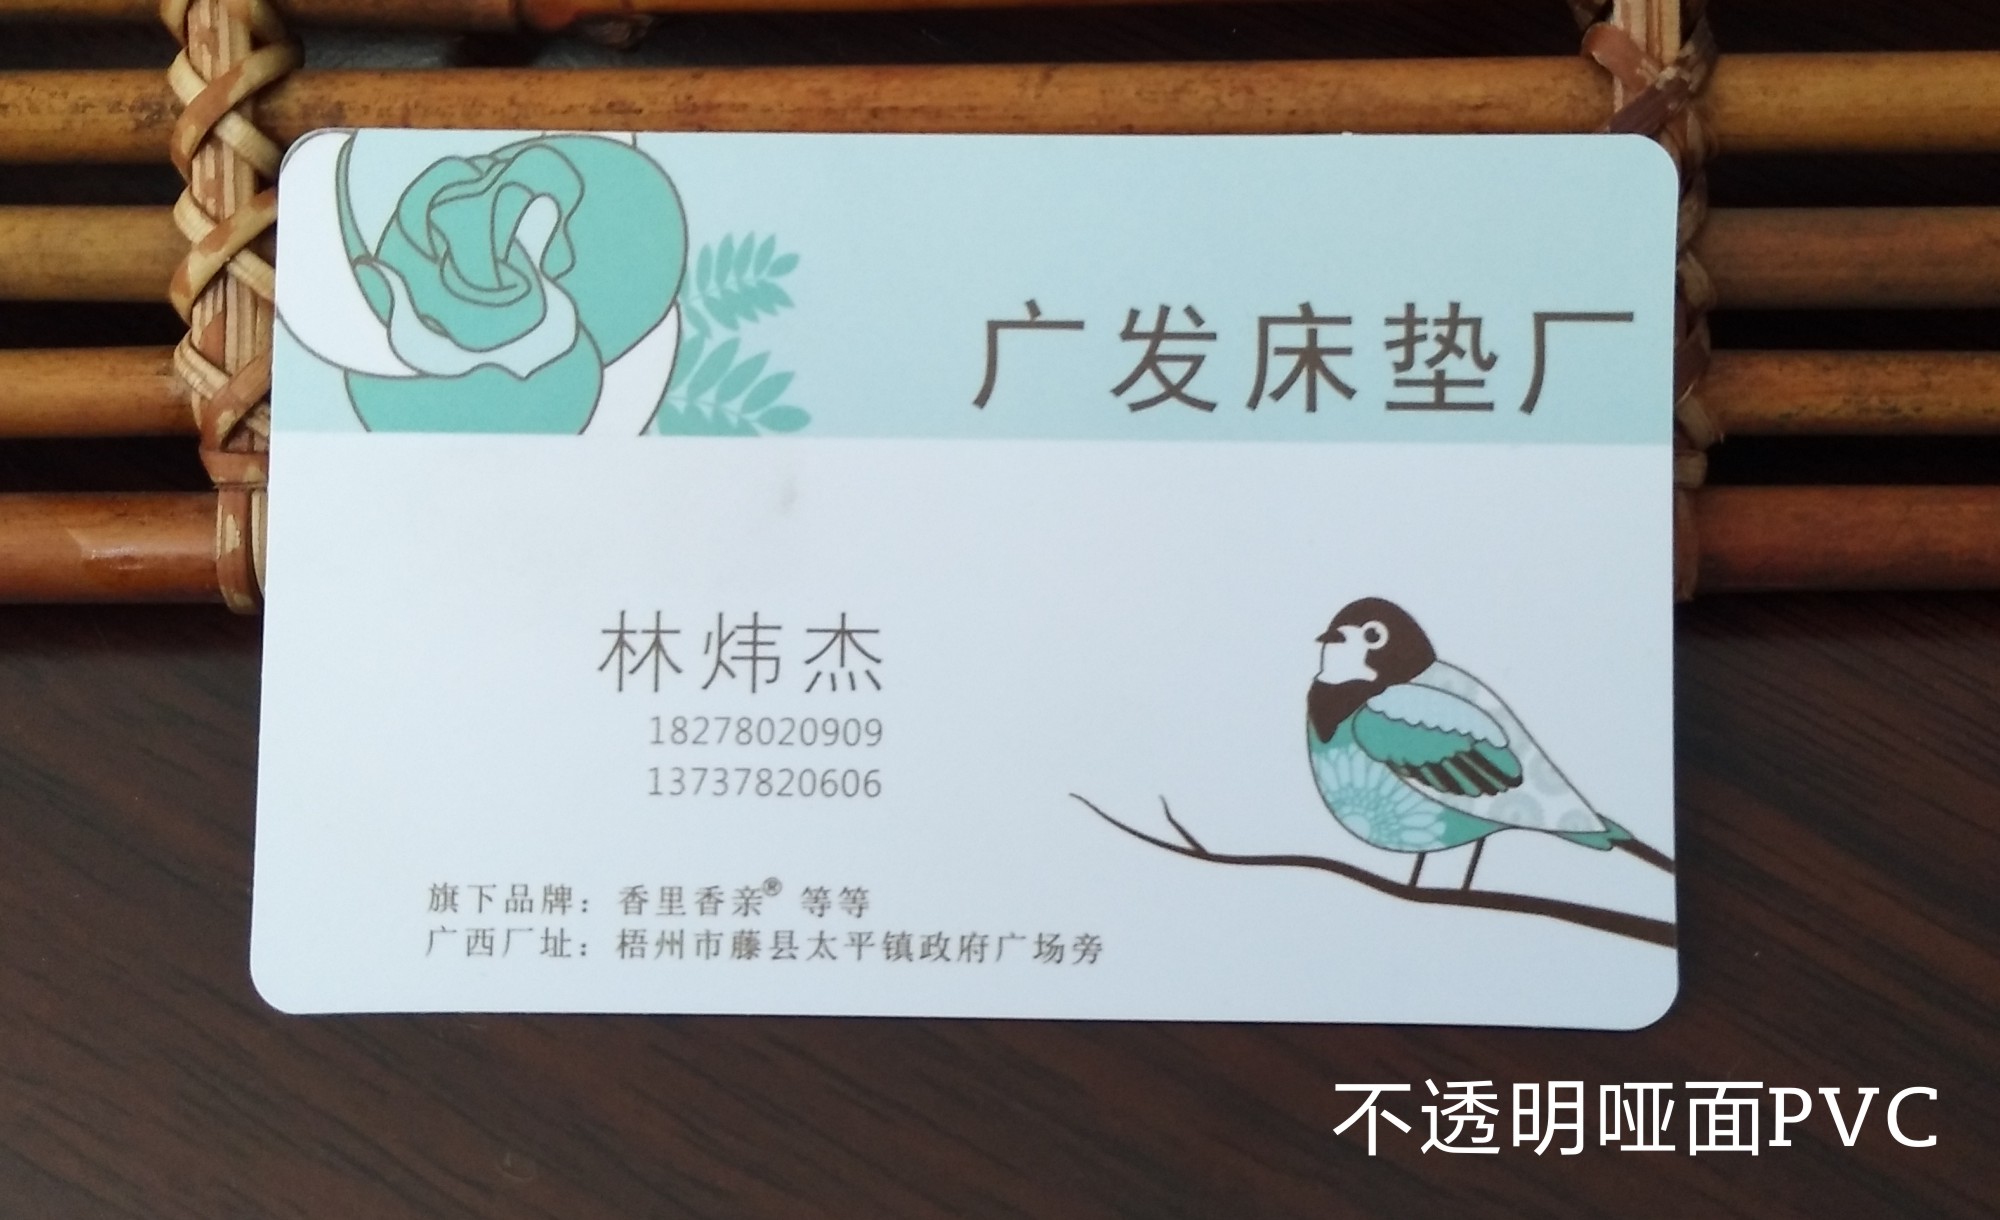 广发床垫厂
林炜杰
18278020909
13737820606
旗下品牌：香里香亲® 等等
广西厂址：梧州市藤县太平镇政府广场旁
不透明哑面PVC